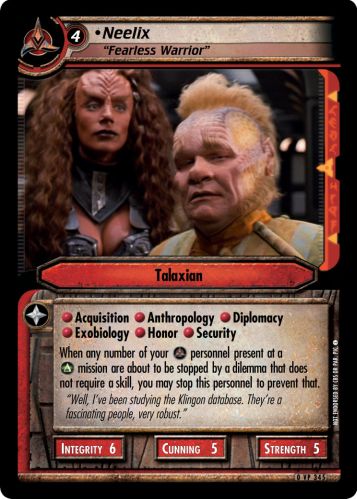 4
•Neelix
"Fearless Warrior"
Talaxian
Acquisition Anthropology Diplomacy
Exobiology Honor Security
When any number of your personnel present at a
mission are about to be stopped by a dilemma that does
not require a skill, you may stop this personnel to prevent that.
"Well, I've been studying the Klingon database. They're a
fascinating people, very robust."
INTEGRITY 6
CUNNING 5
STRENGTH 5
0 VP 245